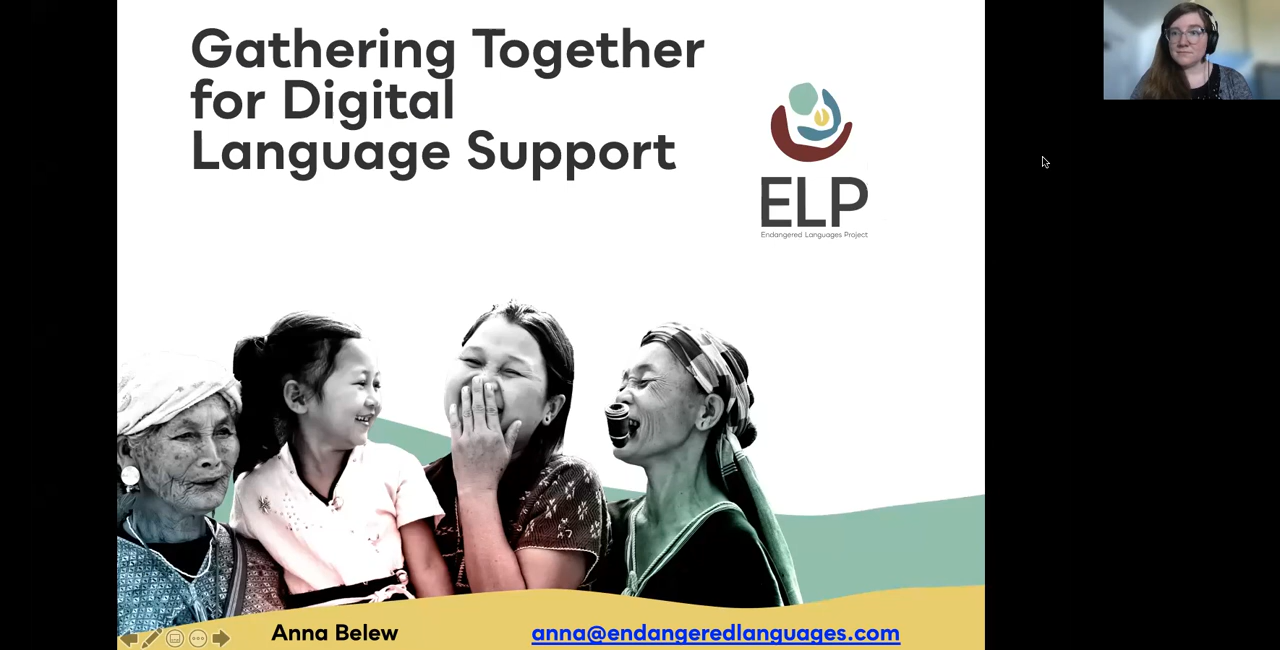 Gathering Together
for Digital
Language Support
ELP
Endangered Languages Project
Anna Belew
anna@endangeredlanguages.com